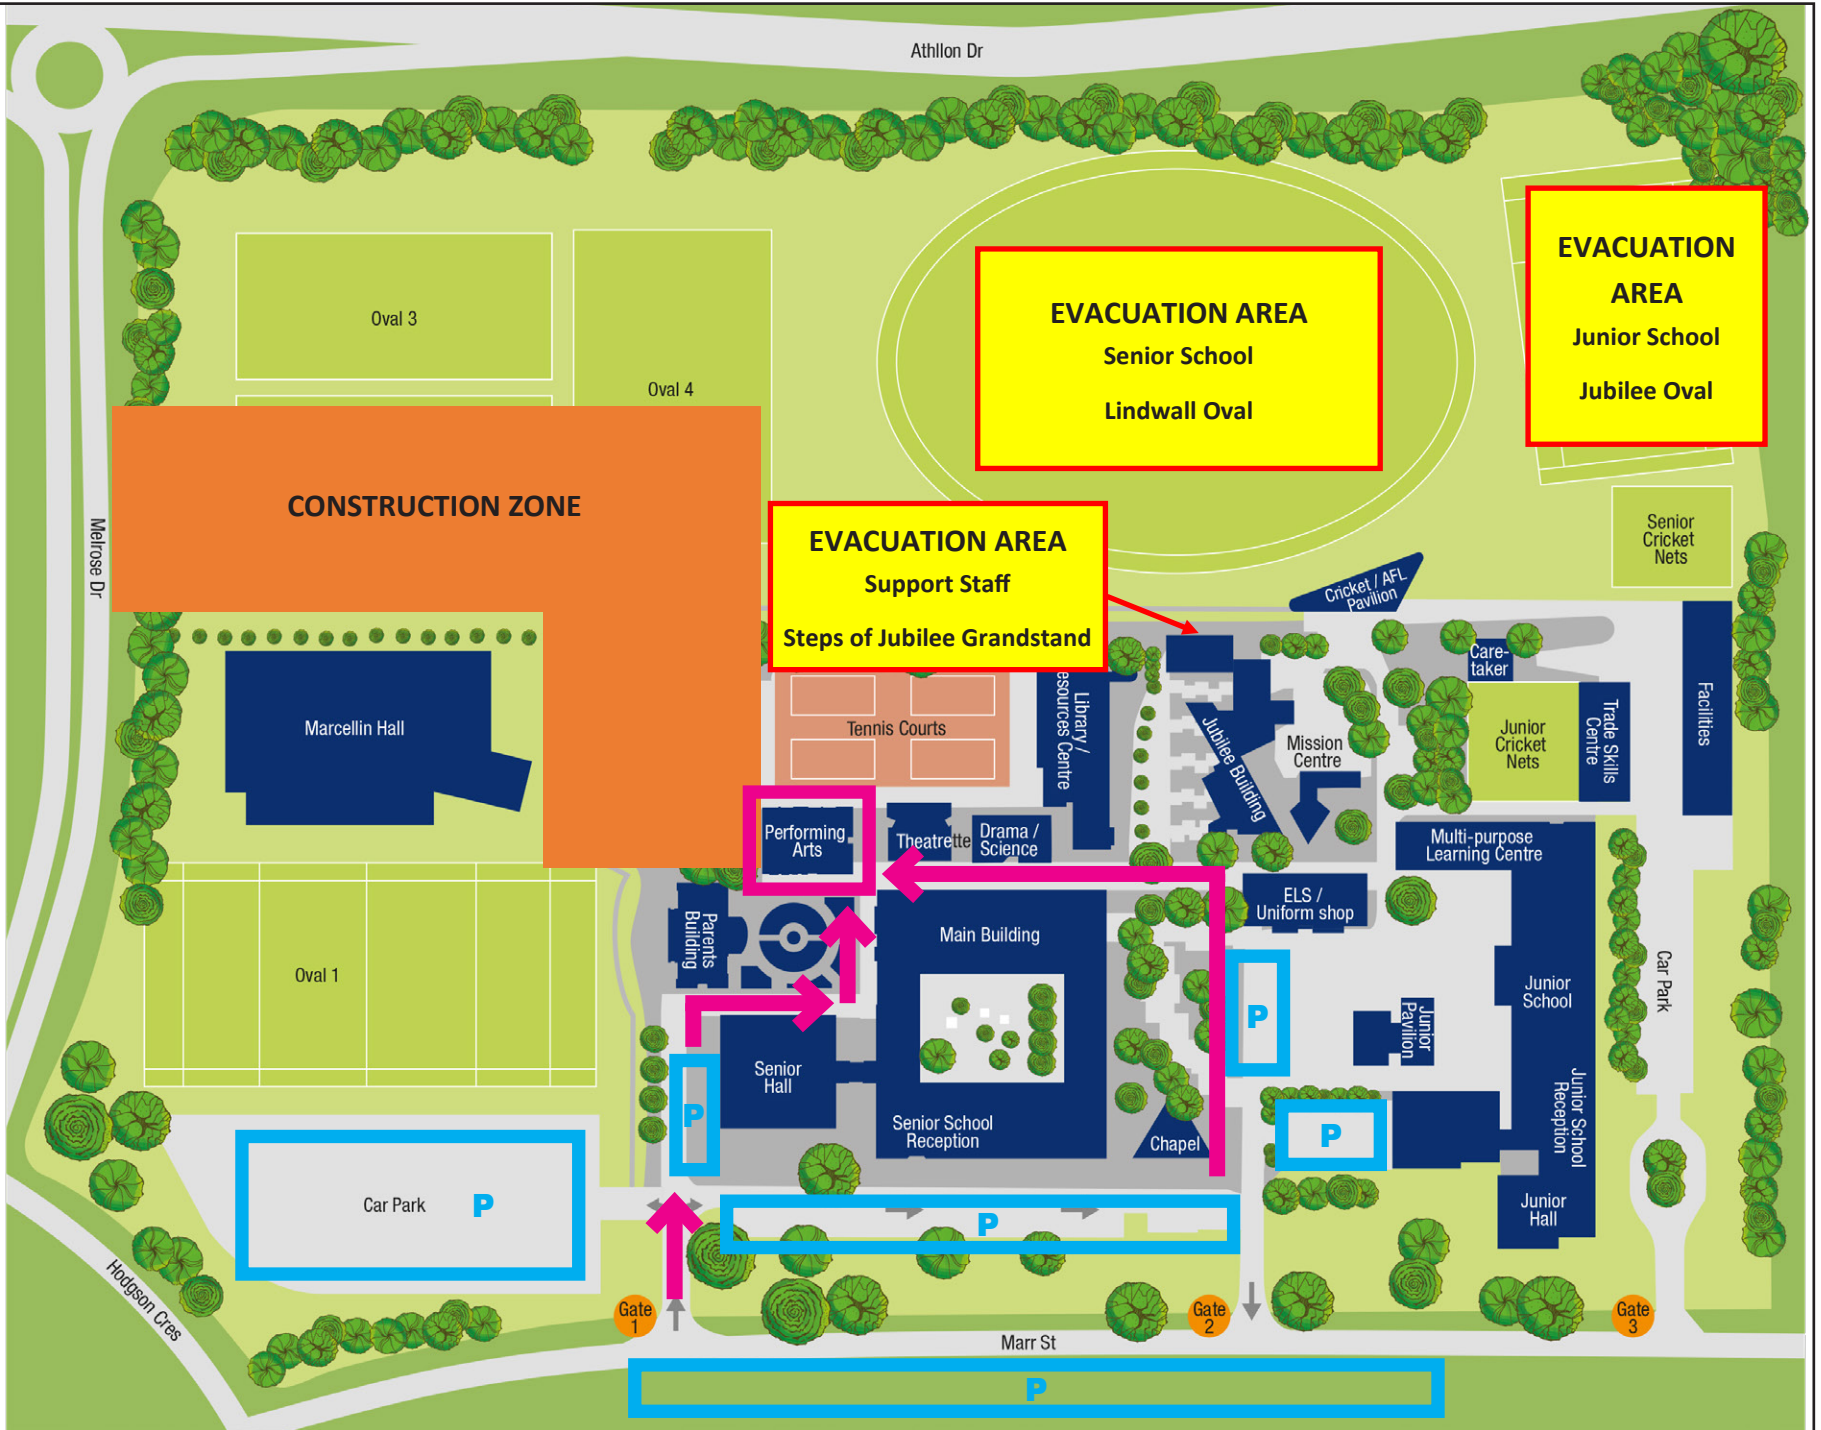 Athllon Dr
EVACUATION
AREA
Junior School
Jubilee Oval
EVACUATION AREA
Senior School
Lindwall Oval
Oval 3
Oval 4
CONSTRUCTION ZONE
Melrose Dr
EVACUATION AREA
Support Staff
Steps of Jubilee Grandstand
Senior
Cricket
Nets
Cricket / AFL
Pavilion
Care-
taker
Facilities
Trade Skills
Centre
Junior
Cricket
Nets
Marcellin Hall
Tennis Courts
Library /
esources Centre
Jubilee Building
Mission
Centre
Performing
Arts
Theatrette
Drama /
Science
Multi-purpose
Learning Centre
ELS /
Uniform shop
Parents
Building
Main Building
Oval 1
Car Park
Junior
School
P
Junior
Pavilion
Senior
Hall
P
Senior School
Reception
Chapel
P
Junior School
Reception
Car Park
P
P
Junior
Hall
Hodgson Cres
Gate
1
Gate
2
Gate
3
Marr St
P